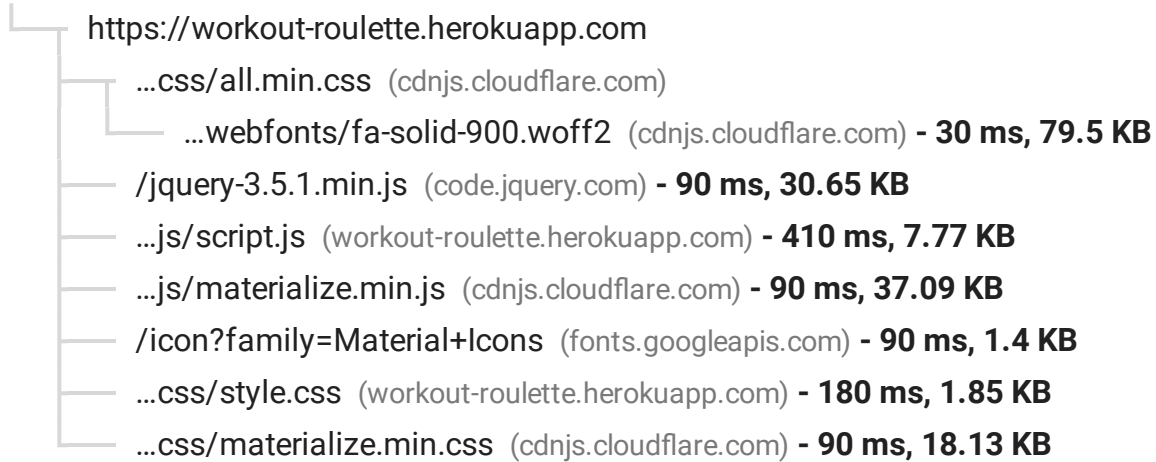 https://workout-roulette.herokuapp.com
...css/all.min.css (cdnjs.cloudflare.com)
...webfonts/fa-solid-900.woff2 (cdnjs.cloudflare.com) - 30 ms, 79.5 KB
/jquery-3.5.1.min.js (code.jquery.com) - 90 ms, 30.65 KB
...js/script.js (workout-roulette.herokuapp.com) - 410 ms, 7.77 KB
...js/materialize.min.js (cdnjs.cloudflare.com) - 90 ms, 37.09 KB
/icon?family=Material+Icons (fonts.googleapis.com) - 90 ms, 1.4 KB
...css/style.css (workout-roulette.herokuapp.com) - 180 ms, 1.85 KB
...css/materialize.min.css (cdnjs.cloudflare.com) - 90 ms, 18.13 KB